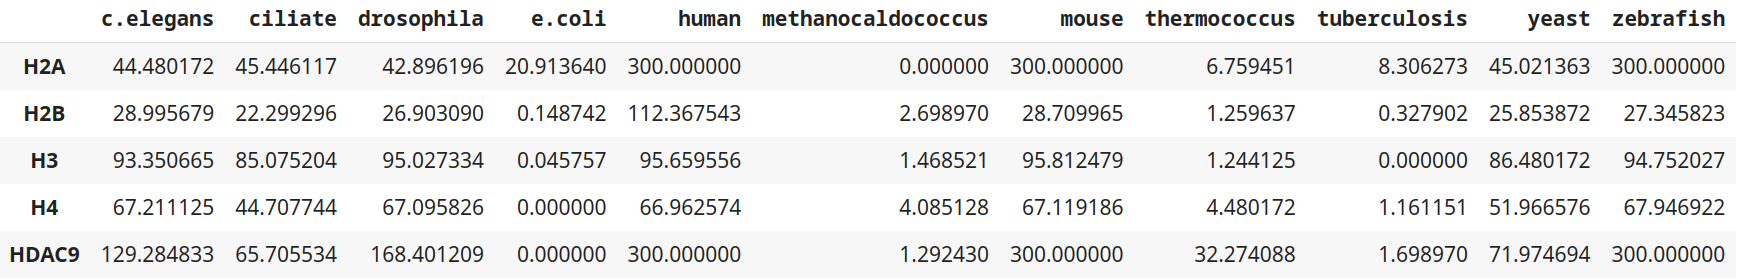 c.elegans ciliate drosophila e.coli human methanocaldococcus mouse thermococcus tuberculosis yeast zebrafish
H2A 44.480172 45.446117 42.896196 20.913640 300.000000 0.000000 300.000000 6.759451 8.306273 45.021363 300.000000
H2B 28.995679 22.299296 26.903090 0.148742 112.367543 2.698970 28.709965 1.259637 0.327902 25.853872 27.345823
H3 93.350665 85.075204 95.027334 0.045757 95.659556 1.468521 95.812479 1.244125 0.000000 86.480172 94.752027
H4 67.211125 44.707744 67.095826 0.000000 66.962574 4.085128 67.119186 4.480172 1.161151 51.966576 67.946922
HDAC9 129.284833 65.705534 168.401209 0.000000 300.000000 1.292430 300.000000 32.274088 1.698970 71.974694 300.000000